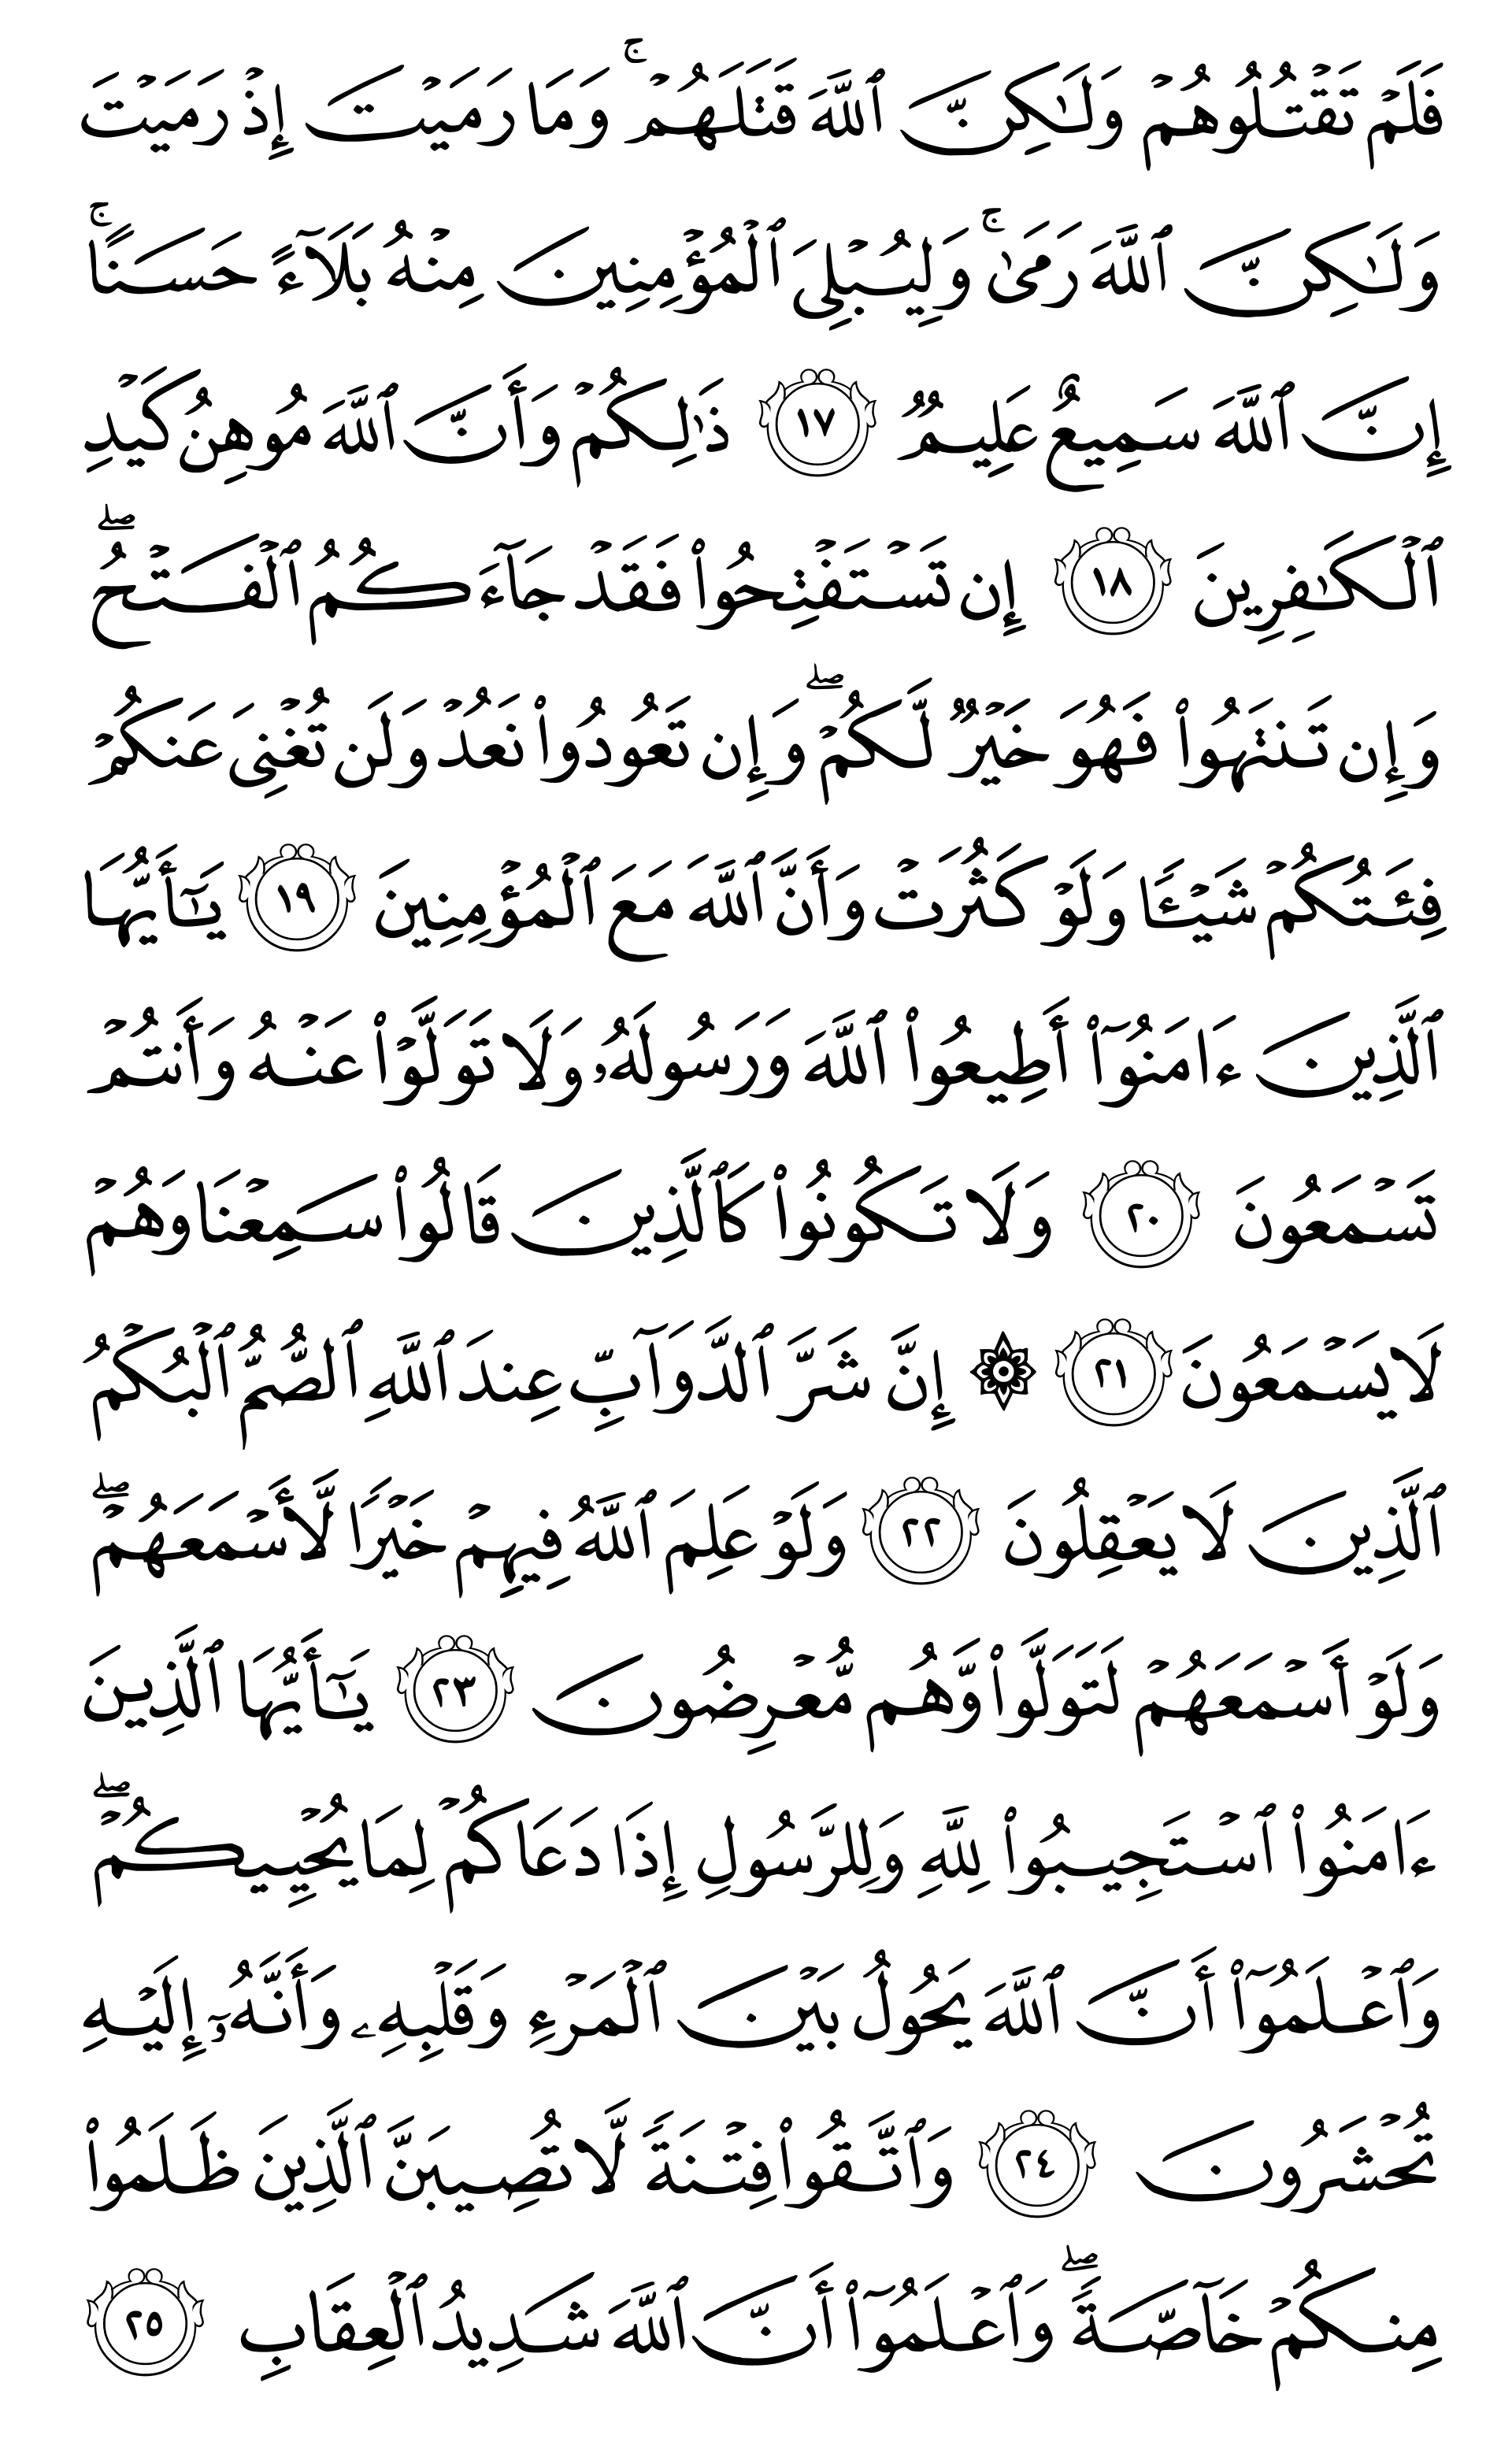 فَلَمۡ تَقۡتُلُوهُمۡ وَلَٰكِنَّ ٱللَّهَ قَتَلَهُمۡۚ وَمَا رَمَيۡتَ إِذۡ رَمَيۡتَ
وَلَٰكِنَّ ٱللَّهَ رَمَىٰۚ وَلِيُبۡلِيَ ٱلۡمُؤۡمِنِينَ مِنۡهُ بَلَآءً حَسَنًاۚ
إِنَّ ٱللَّهَ سَمِيعٌ عَلِيمٞ ١٧ ذَٰلِكُمۡ وَأَنَّ ٱللَّهَ مُوهِنُ كَيۡدِ
ٱلۡكَٰفِرِينَ ١٨ إِن تَسۡتَفۡتِحُواْ فَقَدۡ جَآءَكُمُ ٱلۡفَتۡحُۖ
وَإِن تَنتَهُواْ فَهُوَ خَيۡرٞ لَّكُمۡۖ وَإِن تَعُودُواْ نَعُدۡ وَلَن تُغۡنِيَ عَنكُمۡ
فِئَتُكُمۡ شَيۡـٔٗا وَلَوۡ كَثُرَتۡ وَأَنَّ ٱللَّهَ مَعَ ٱلۡمُؤۡمِنِينَ ١٩ يَٰٓأَيُّهَا
ٱلَّذِينَ ءَامَنُوٓاْ أَطِيعُواْ ٱللَّهَ وَرَسُولَهُۥ وَلَا تَوَلَّوۡاْ عَنۡهُ وَأَنتُمۡ
تَسۡمَعُونَ ٢٠ وَلَا تَكُونُواْ كَٱلَّذِينَ قَالُواْ سَمِعۡنَا وَهُمۡ
لَا يَسۡمَعُونَ ٢١ ۞ إِنَّ شَرَّ ٱلدَّوَآبِّ عِندَ ٱللَّهِ ٱلصُّمُّ ٱلۡبُكۡمُ
ٱلَّذِينَ لَا يَعۡقِلُونَ ٢٢ وَلَوۡ عَلِمَ ٱللَّهُ فِيهِمۡ خَيۡرٗا لَّأَسۡمَعَهُمۡۖ
وَلَوۡ أَسۡمَعَهُمۡ لَتَوَلَّواْ وَّهُم مُّعۡرِضُونَ ٢٣ يَٰٓأَيُّهَا ٱلَّذِينَ
ءَامَنُواْ ٱسۡتَجِيبُواْ لِلَّهِ وَلِلرَّسُولِ إِذَا دَعَاكُمۡ لِمَا يُحۡيِيكُمۡۖ
وَٱعۡلَمُوٓاْ أَنَّ ٱللَّهَ يَحُولُ بَيۡنَ ٱلۡمَرۡءِ وَقَلۡبِهِۦ وَأَنَّهُۥٓ إِلَيۡهِ
تُحۡشَرُونَ ٢٤ وَٱتَّقُواْ فِتۡنَةٗ لَّا تُصِيبَنَّ ٱلَّذِينَ ظَلَمُواْ
مِنكُمۡ خَآصَّةٗۖ وَٱعۡلَمُوٓاْ أَنَّ ٱللَّهَ شَدِيدُ ٱلۡعِقَابِ ٢٥